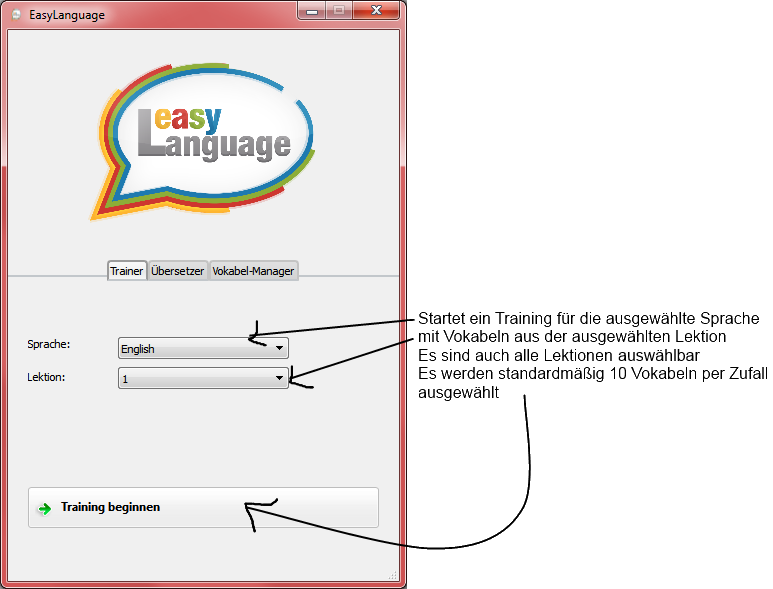 EasyLanguage
easy
Language
Trainer Übersetzer Vokabel-Manager
Startet ein Training für die ausgewählte Sprache
mit Vokabeln aus der ausgewählten Lektion
Es sind auch alle Lektionen auswählbar
Es werden standardmäßig 10 Vokabeln per Zufall
ausgewählt
Sprache: English
Lektion: 1
Training beginnen